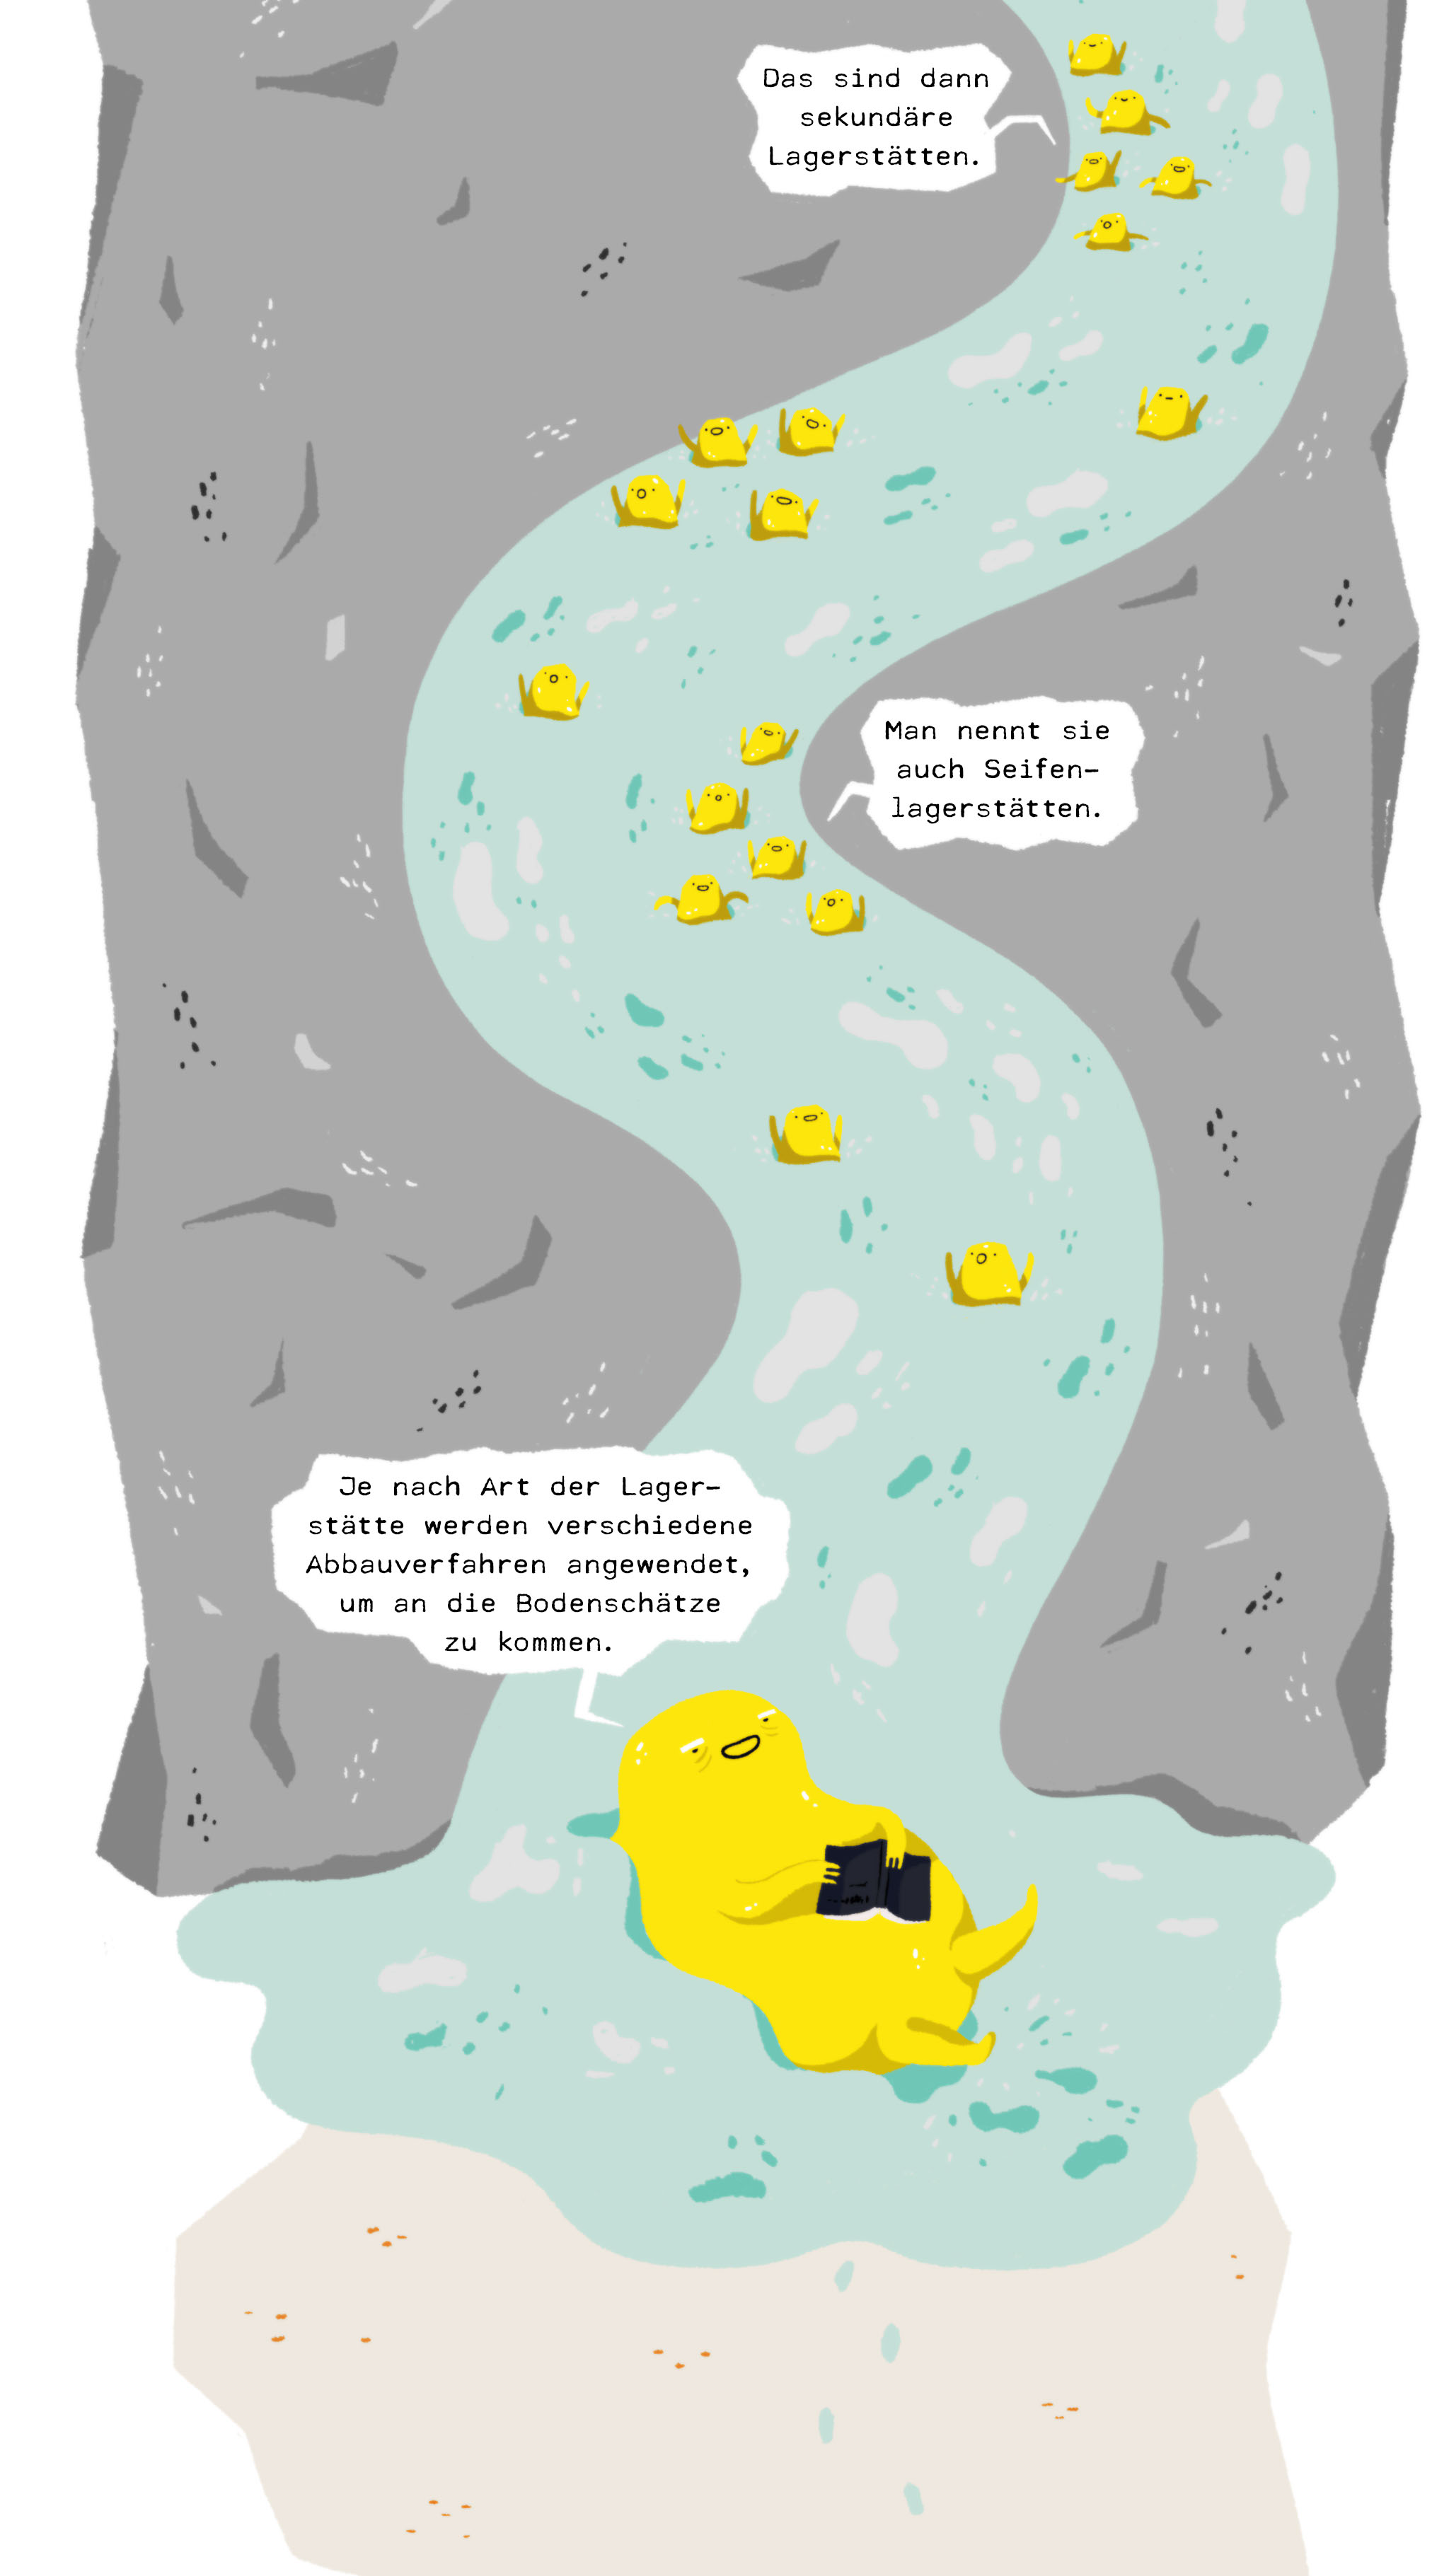 Das sind dann
sekundäre
Lagerstätten.
Man nennt sie
auch Seifen-
lagerstätten.
Je nach Art der Lager-
stätte werden verschiedene
Abbauverfahren angewendet,
um an die Bodenschätze
zu kommen.